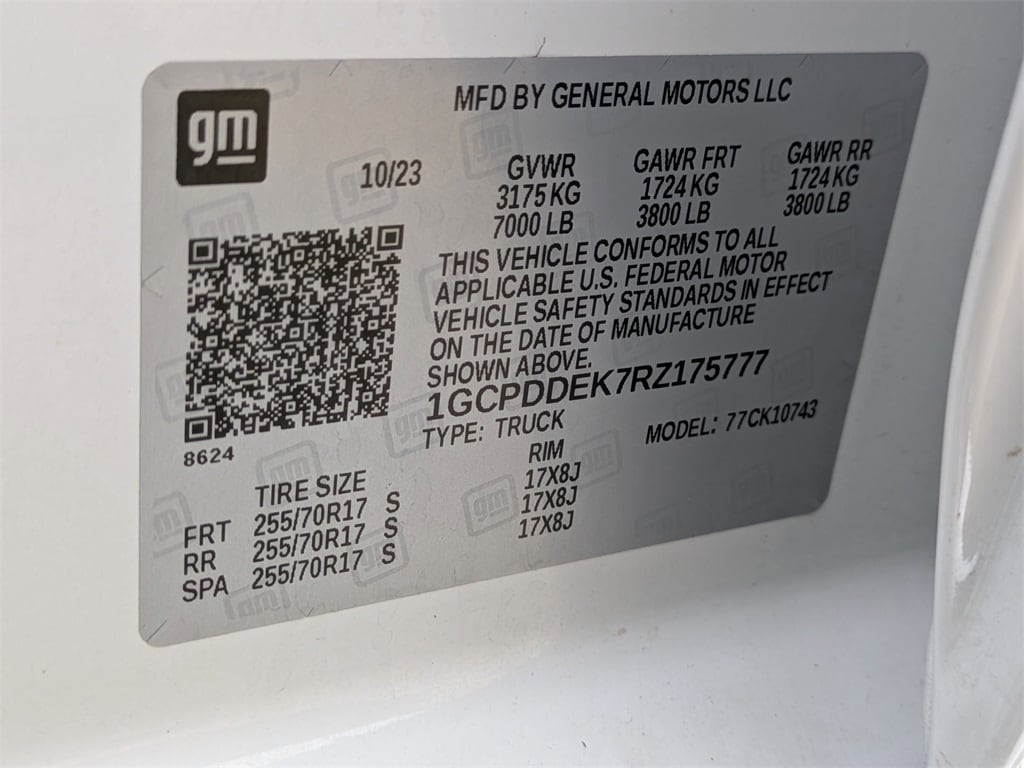 gm
MFD BY GENERAL MOTORS LLC
10/23
GVWR GAWR FRT GAWR RR
3175 KG 1724 KG 1724 KG
7000 LB 3800 LB 3800 LB
THIS VEHICLE CONFORMS TO ALL
APPLICABLE U.S. FEDERAL MOTOR
VEHICLE SAFETY STANDARDS IN EFFECT
ON THE DATE OF MANUFACTURE
SHOWN ABOVE.
1GCPDDEK7RZ175777
TYPE: TRUCK MODEL: 77CK10743
8624
TIRE SIZE RIM
FRT 255/70R17 S 17X8J
RR 255/70R17 S 17X8J
SPA 255/70R17 S 17X8J